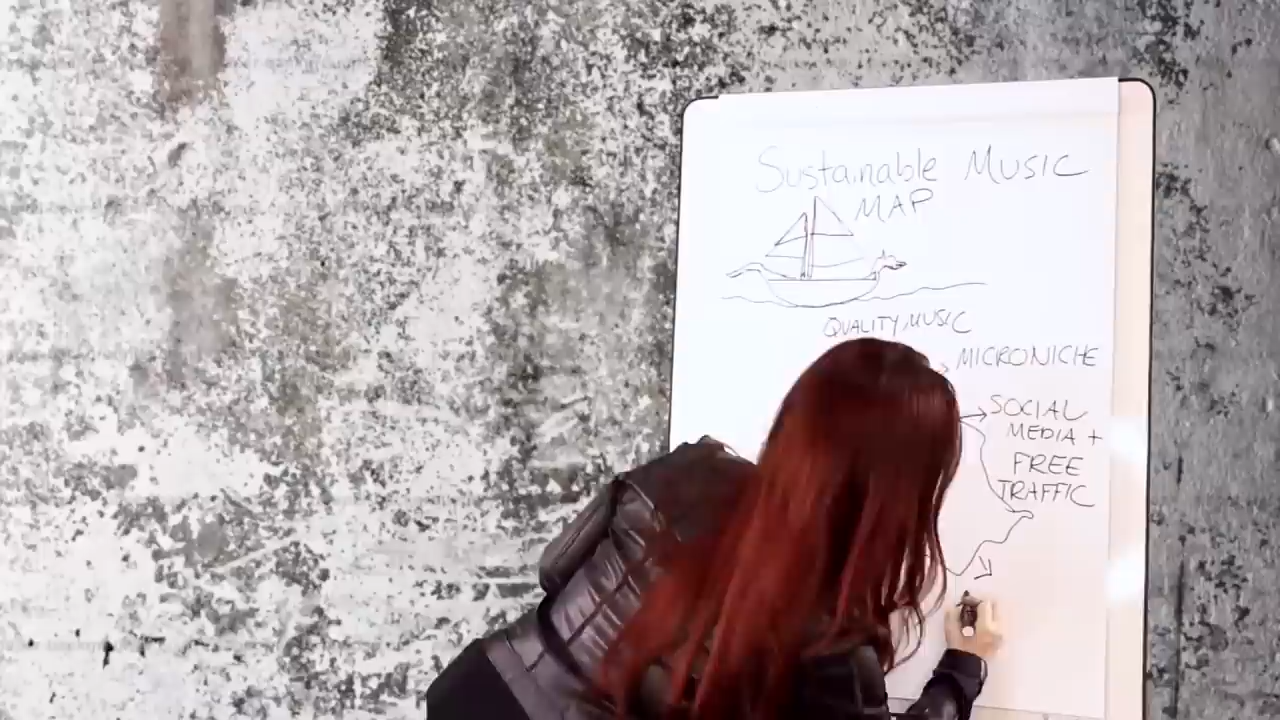 Sustainable Music
MAP
QUALITY MUSIC
MICRONICHE
SOCIAL
MEDIA +
FREE
TRAFFIC